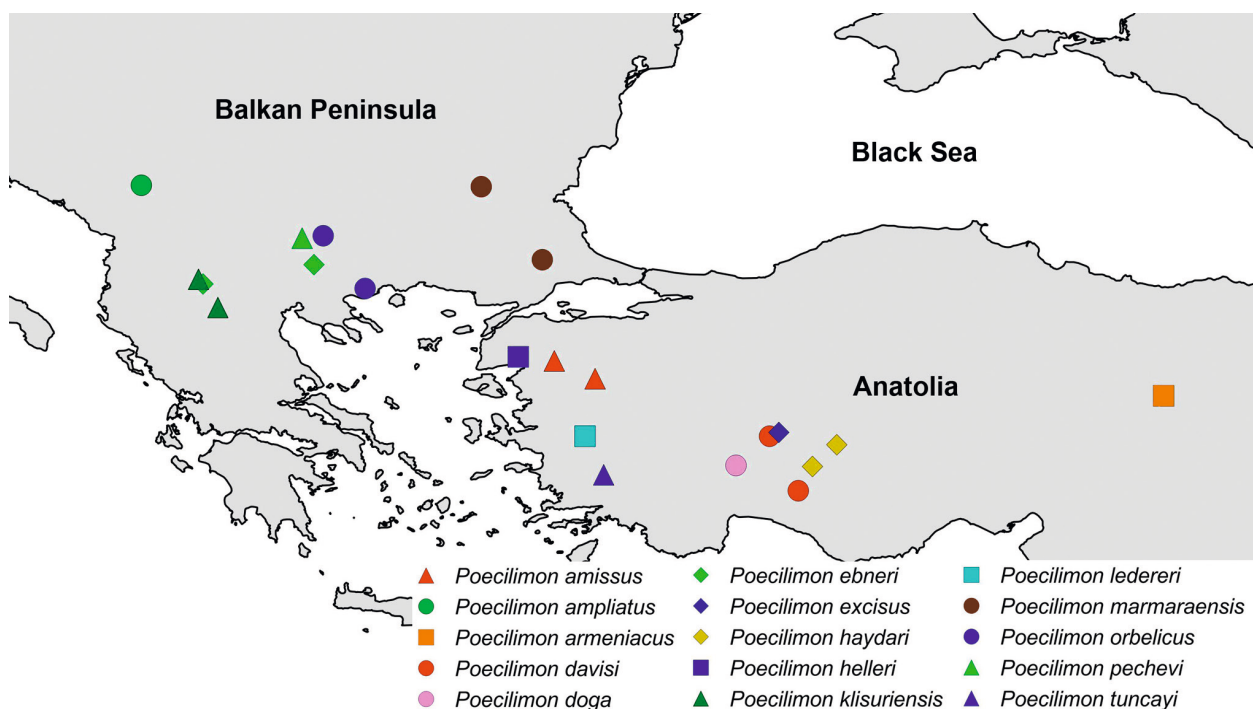 Balkan Peninsula
Black Sea
Anatolia
Poecilimon amissus
Poecilimon ampliatus
Poecilimon armeniacus
Poecilimon davisi
Poecilimon doga
Poecilimon ebneri
Poecilimon excisus
Poecilimon haydari
Poecilimon helleri
Poecilimon klisuriensis
Poecilimon ledereri
Poecilimon marmaraensis
Poecilimon orbelicus
Poecilimon pechevi
Poecilimon tuncayi